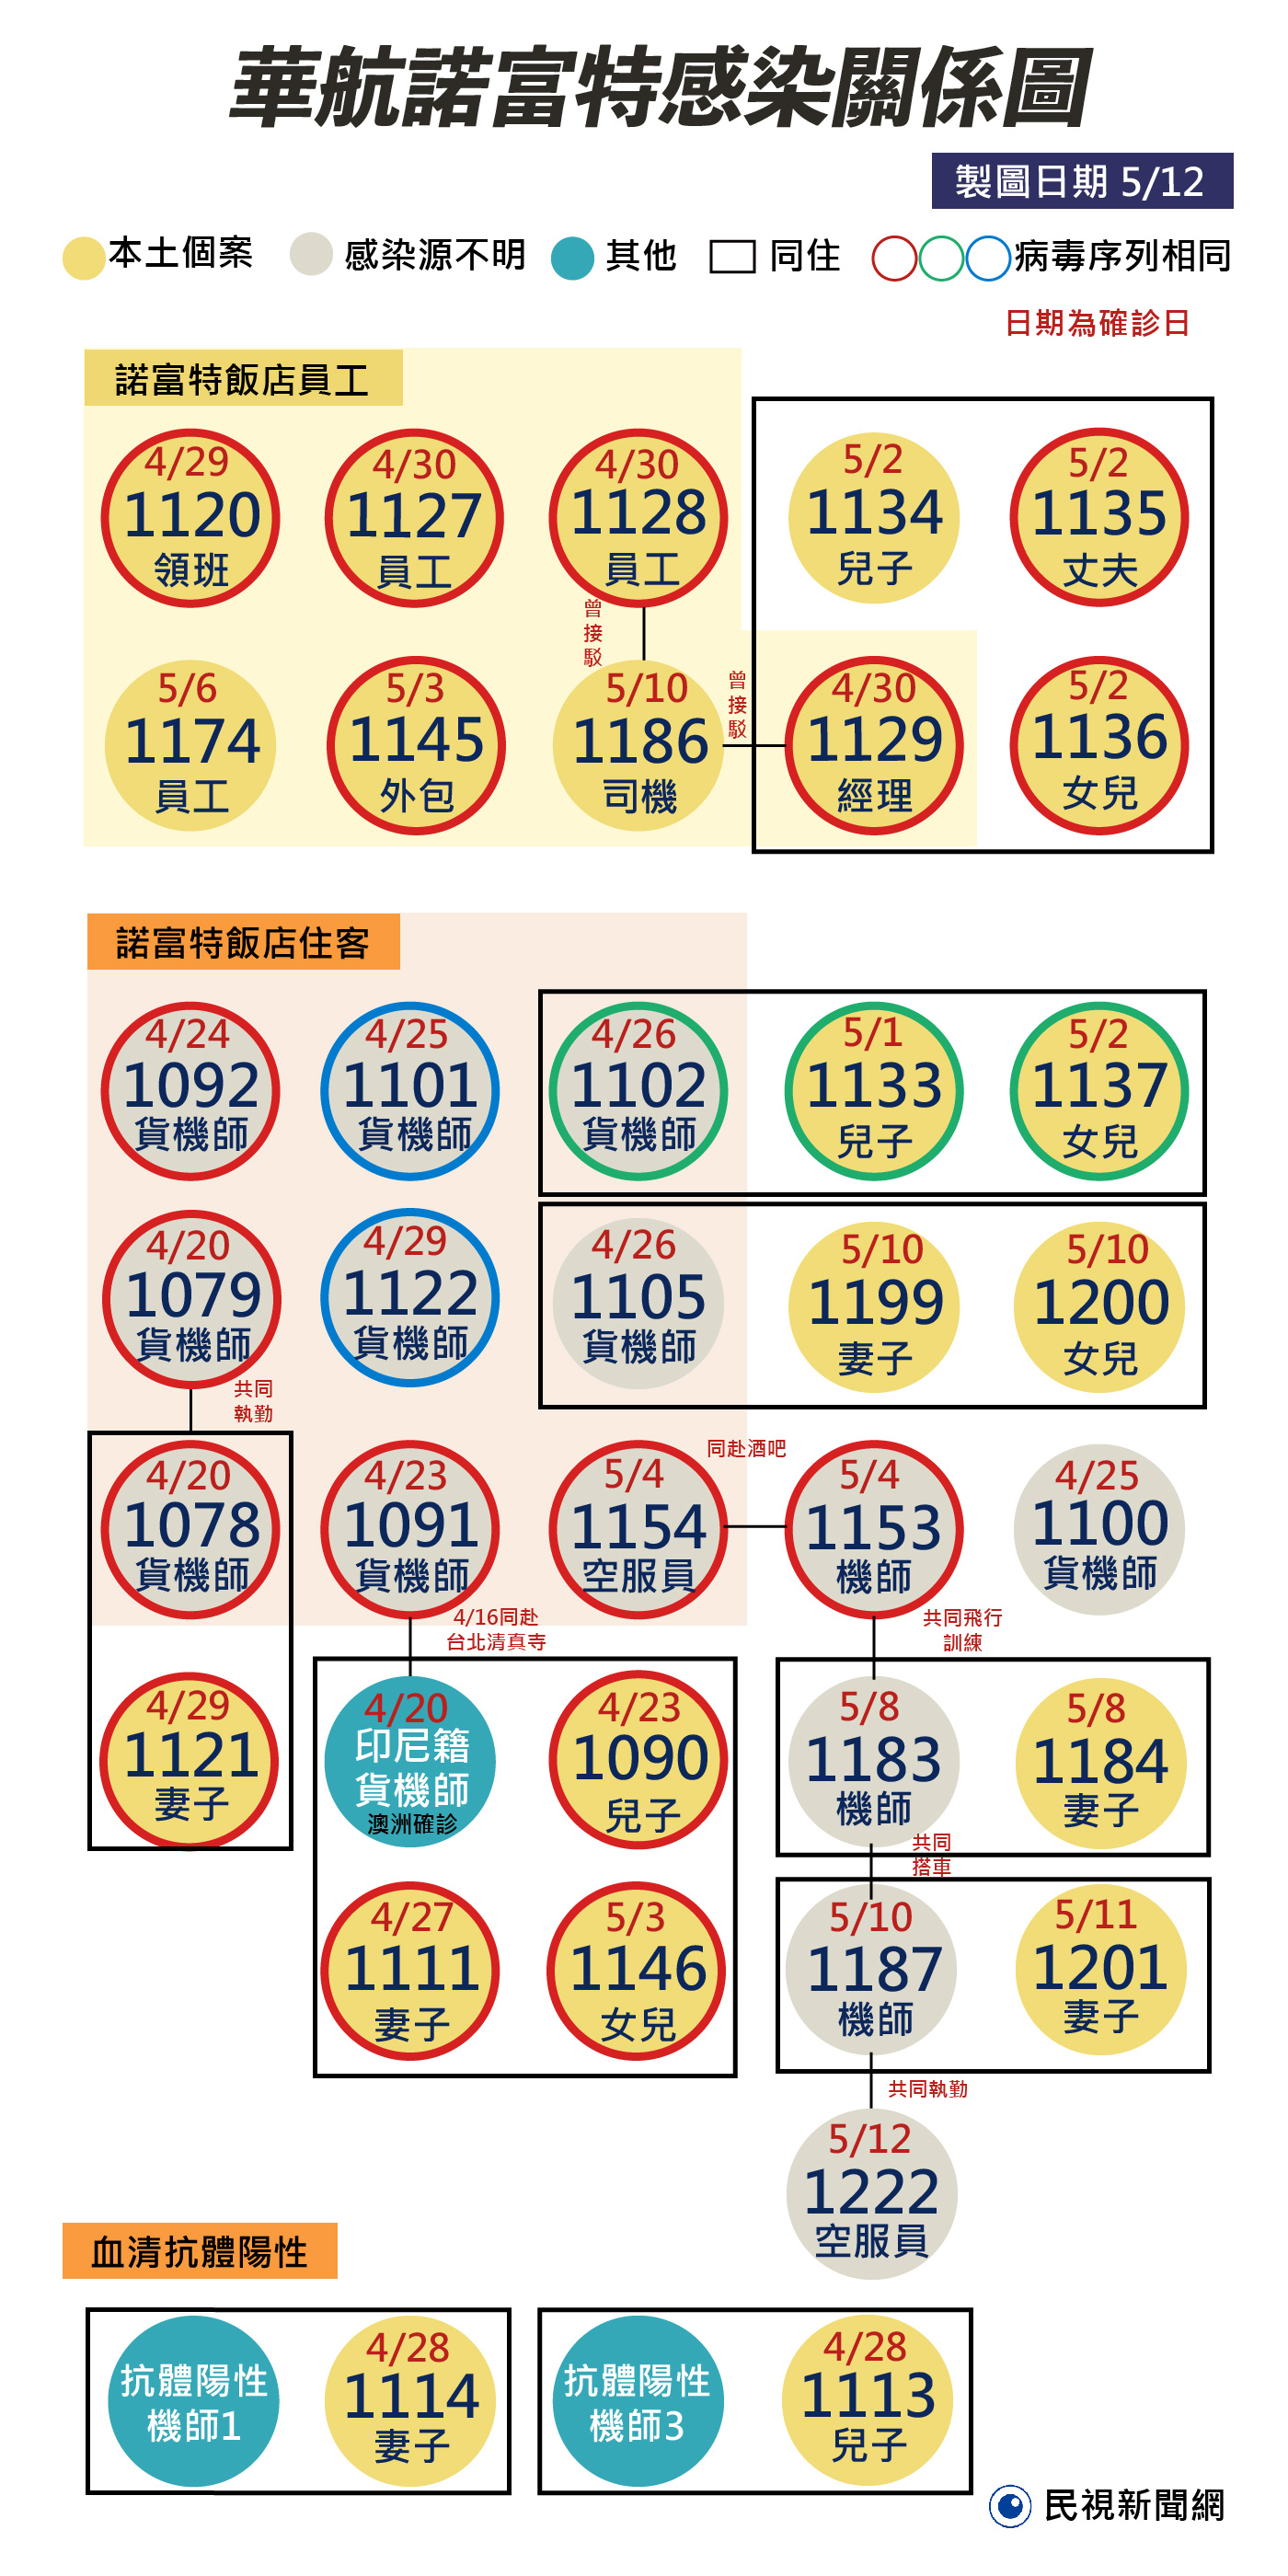 華航諾富特感染關係圖
製圖日期 5/12
本土個案
感染源不明
其他
同住
病毒序列相同
日期為確診日
諾富特飯店員工
4/29
1120
領班
4/30
1127
員工
4/30
1128
員工
5/2
1134
兒子
5/2
1135
丈夫
曾接駁
5/6
1174
員工
5/3
1145
外包
5/10
1186
司機
曾接駁
4/30
1129
經理
5/2
1136
女兒
諾富特飯店住客
4/24
1092
貨機師
4/25
1101
貨機師
4/26
1102
貨機師
5/1
1133
兒子
5/2
1137
女兒
4/20
1079
貨機師
4/29
1122
貨機師
4/26
1105
貨機師
5/10
1199
妻子
5/10
1200
女兒
共同
執勤
4/20
1078
貨機師
4/23
1091
貨機師
5/4
1154
空服員
同赴酒吧
5/4
1153
機師
4/25
1100
貨機師
4/16同赴
台北清真寺
共同飛行
訓練
4/29
1121
妻子
4/20
印尼籍
貨機師
澳洲確診
4/23
1090
兒子
5/8
1183
機師
5/8
1184
妻子
共同
搭車
4/27
1111
妻子
5/3
1146
女兒
5/10
1187
機師
5/11
1201
妻子
共同執勤
5/12
1222
空服員
血清抗體陽性
抗體陽性
機師1
4/28
1114
妻子
抗體陽性
機師3
4/28
1113
兒子
民視新聞網